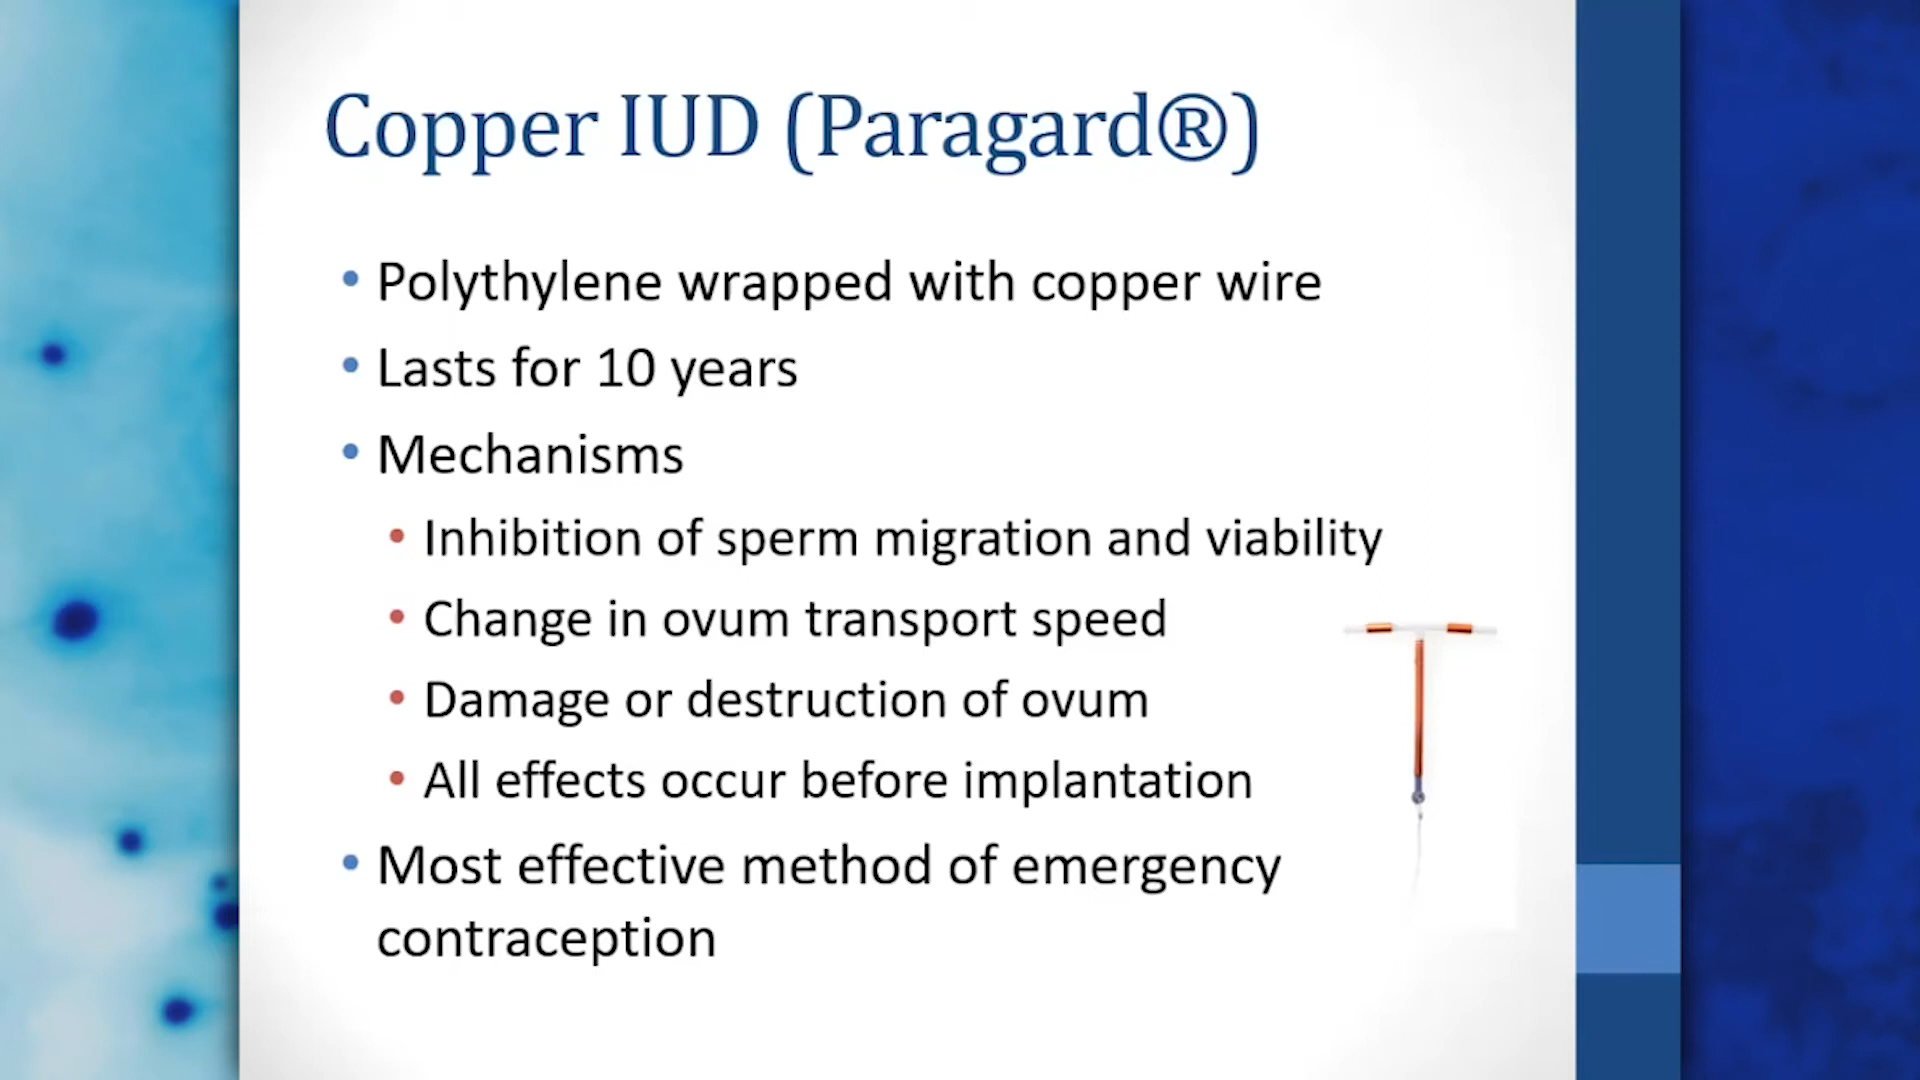 Copper IUD (Paragard®)
• Polythylene wrapped with copper wire
• Lasts for 10 years
• Mechanisms
• Inhibition of sperm migration and viability
• Change in ovum transport speed
• Damage or destruction of ovum
• All effects occur before implantation
• Most effective method of emergency
contraception